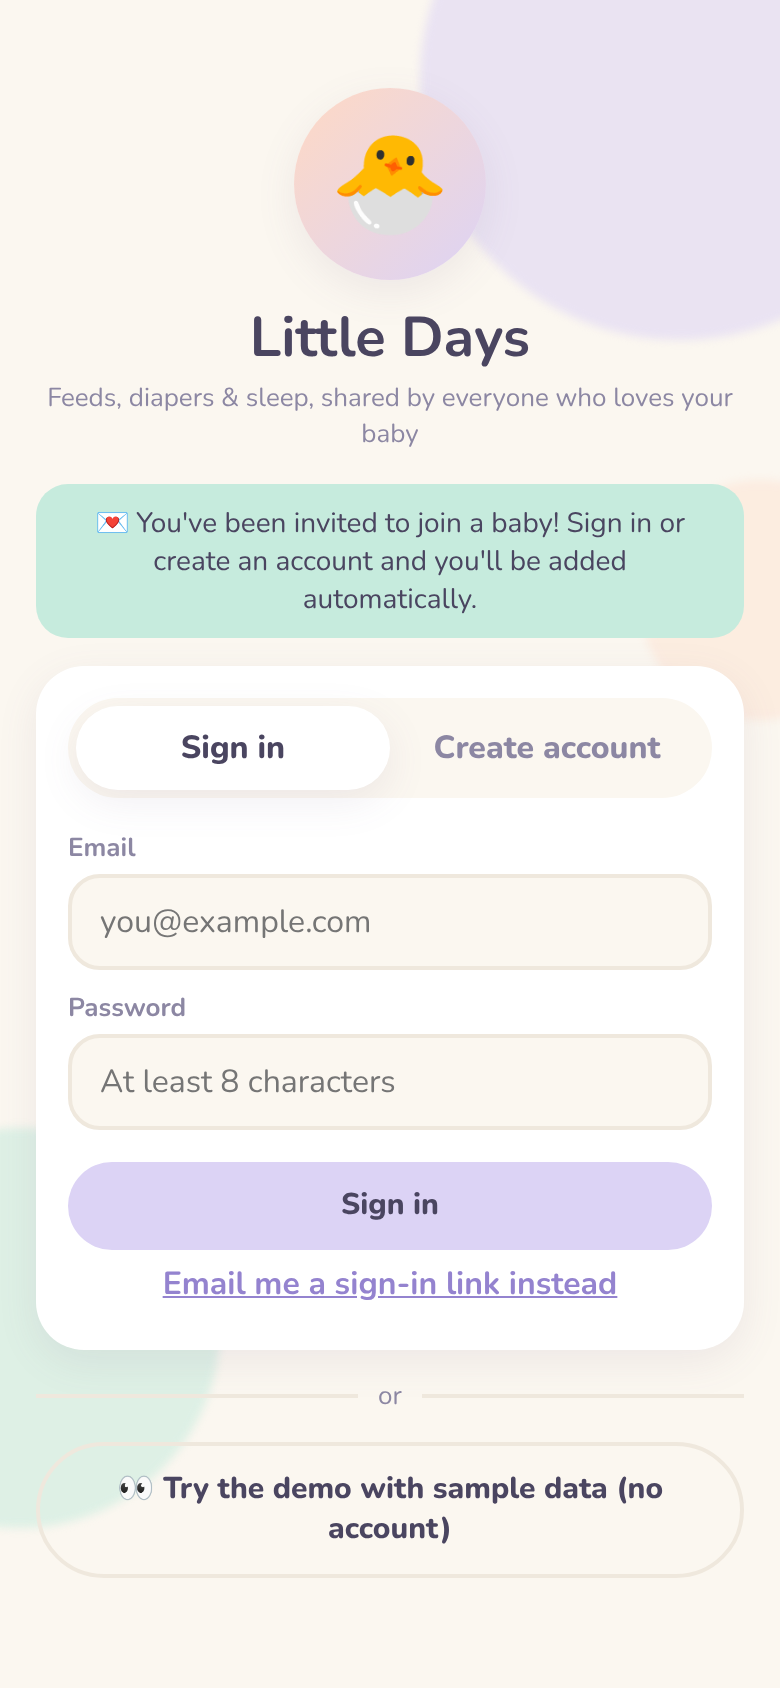 Little Days
Feeds, diapers & sleep, shared by everyone who loves your
baby
💌 You've been invited to join a baby! Sign in or
create an account and you'll be added
automatically.
Sign in
Create account
Email
you@example.com
Password
At least 8 characters
Sign in
Email me a sign-in link instead
or
👀 Try the demo with sample data (no
account)